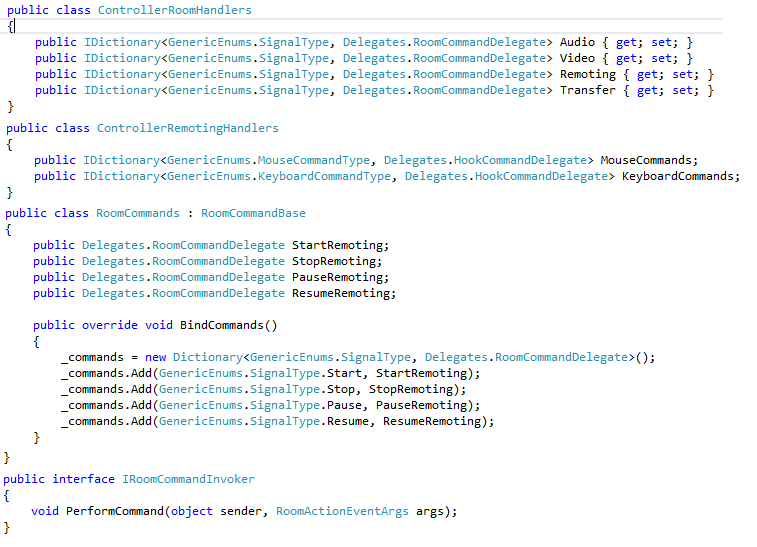 public class ControllerRoomHandlers
{
    public IDictionary<GenericEnums.SignalType, Delegates.RoomCommandDelegate> Audio { get; set; }
    public IDictionary<GenericEnums.SignalType, Delegates.RoomCommandDelegate> Video { get; set; }
    public IDictionary<GenericEnums.SignalType, Delegates.RoomCommandDelegate> Remoting { get; set; }
    public IDictionary<GenericEnums.SignalType, Delegates.RoomCommandDelegate> Transfer { get; set; }
}
public class ControllerRemotingHandlers
{
    public IDictionary<GenericEnums.MouseCommandType, Delegates.HookCommandDelegate> MouseCommands;
    public IDictionary<GenericEnums.KeyboardCommandType, Delegates.HookCommandDelegate> KeyboardCommands;
}
public class RoomCommands : RoomCommandBase
{
    public Delegates.RoomCommandDelegate StartRemoting;
    public Delegates.RoomCommandDelegate StopRemoting;
    public Delegates.RoomCommandDelegate PauseRemoting;
    public Delegates.RoomCommandDelegate ResumeRemoting;

    public override void BindCommands()
    {
        _commands = new Dictionary<GenericEnums.SignalType, Delegates.RoomCommandDelegate>();
        _commands.Add(GenericEnums.SignalType.Start, StartRemoting);
        _commands.Add(GenericEnums.SignalType.Stop, StopRemoting);
        _commands.Add(GenericEnums.SignalType.Pause, PauseRemoting);
        _commands.Add(GenericEnums.SignalType.Resume, ResumeRemoting);
    }
}
public interface IRoomCommandInvoker
{
    void PerformCommand(object sender, RoomActionEventArgs args);
}